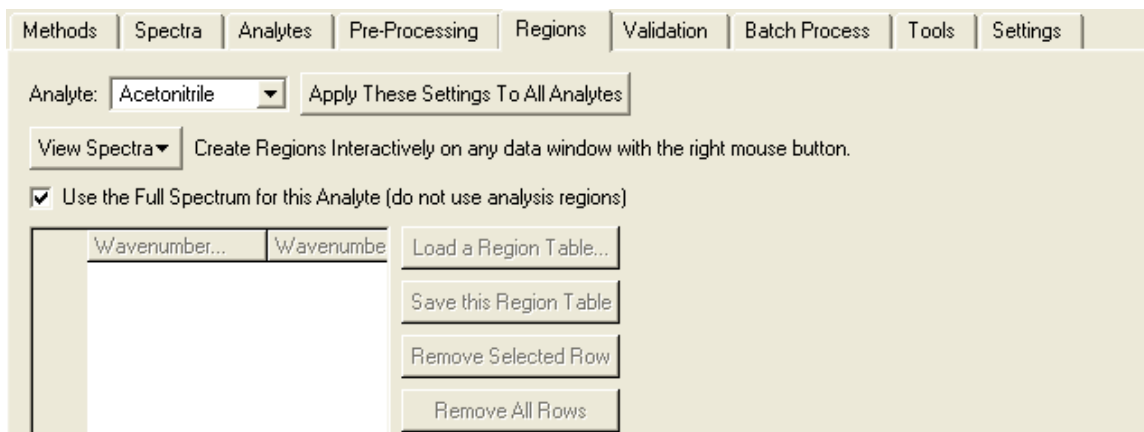 Methods Spectra Analytes Pre-Processing Regions Validation Batch Process Tools Settings
Analyte: Acetonitrile Apply These Settings To All Analytes
View Spectra Create Regions Interactively on any data window with the right mouse button.
Use the Full Spectrum for this Analyte (do not use analysis regions)
Wavenumber... Wavenumbe Load a Region Table...
Save this Region Table
Remove Selected Row
Remove All Rows